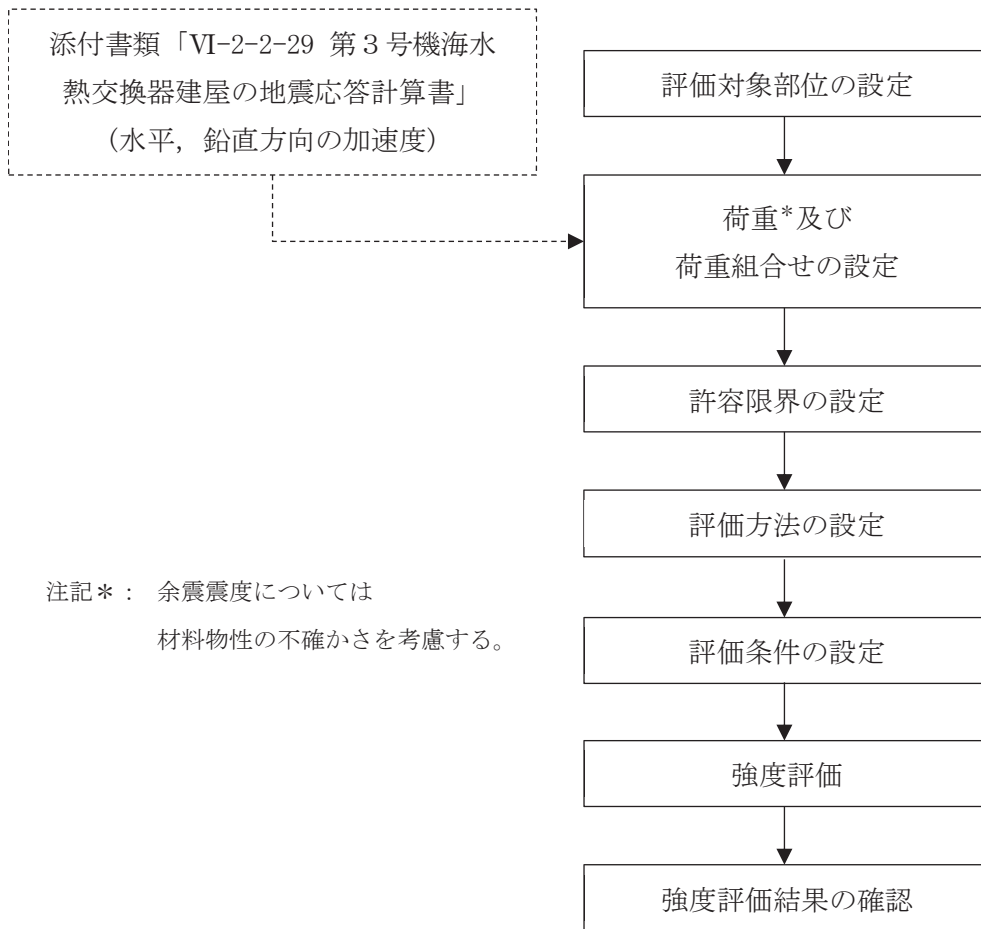 添付書類「Ⅵ-2-2-29 第3号機海水
熱交換器建屋の地震応答計算書」
(水平，鉛直方向の加速度)
評価対象部位の設定
荷重*及び
荷重組合せの設定
許容限界の設定
評価方法の設定
注記＊： 余震震度については
材料物性の不確かさを考慮する。
評価条件の設定
強度評価
強度評価結果の確認